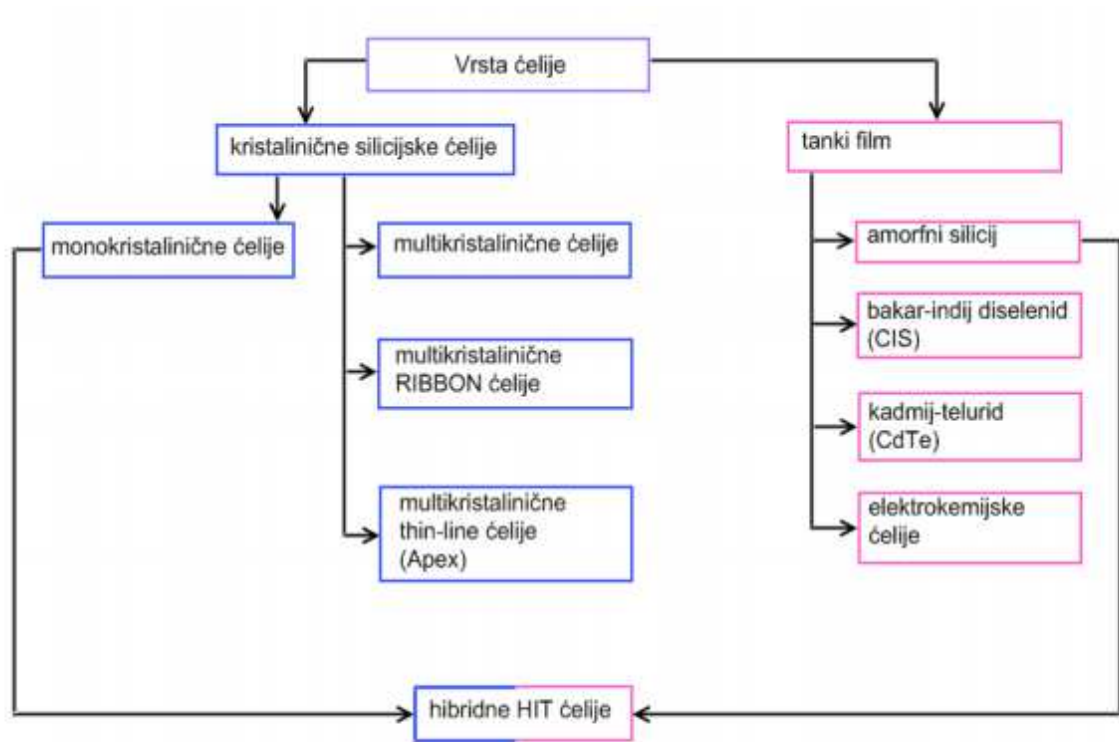 Vrsta ćelije
kristalinične silicijske ćelije
tanki film
monokristalinične ćelije
multikristalinične ćelije
amorfni silicij
bakar-indij diselenid
(CIS)
multikristalinične
RIBBON ćelije
kadmij-telurid
(CdTe)
multikristalinične
thin-line ćelije
(Apex)
elektrokemijske
ćelije
hibridne HIT ćelije